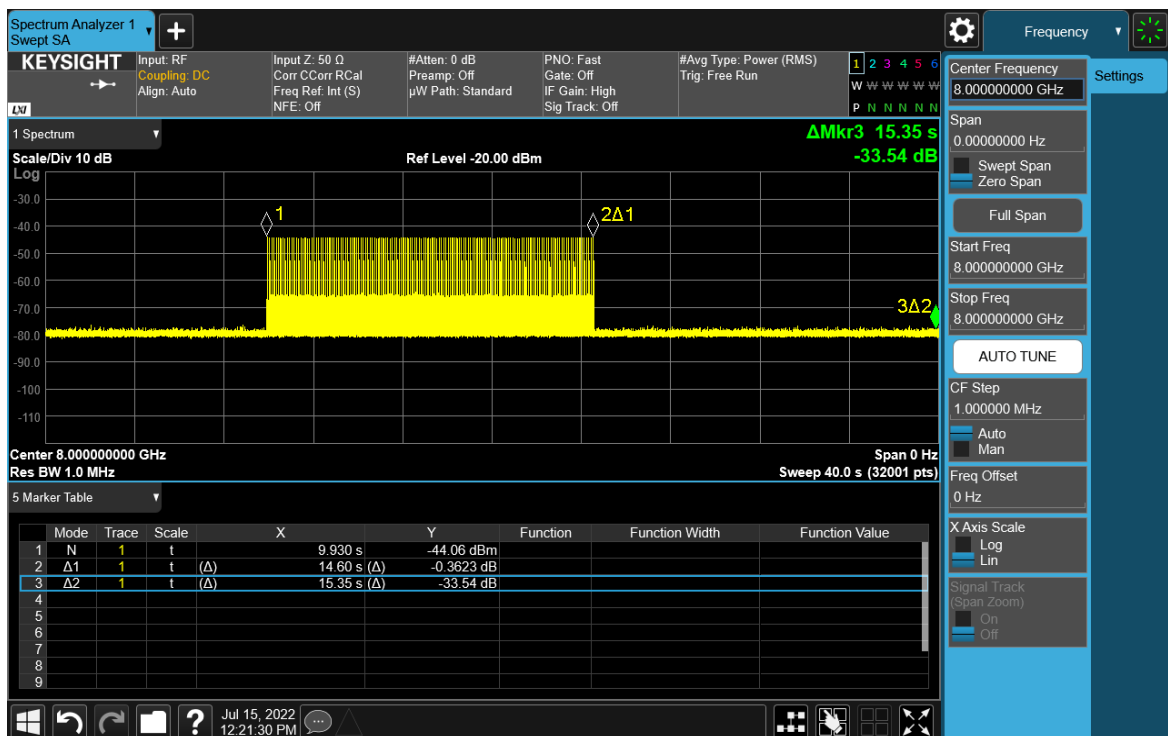 Spectrum Analyzer 1
Swept SA
+
Frequency
KEYSIGHT
LXI
Input: RF
Coupling: DC
Align: Auto
Input Z: 50 Ω
Corr CCorr RCal
Freq Ref: Int (S)
NFE: Off
#Atten: 0 dB
Preamp: Off
µW Path: Standard
PNO: Fast
Gate: Off
IF Gain: High
Sig Track: Off
#Avg Type: Power (RMS)
Trig: Free Run
1 2 3 4 5 6
W W W W W W
P N N N N N
1 Spectrum
ΔMkr3 15.35 s
-33.54 dB
Scale/Div 10 dB
Ref Level -20.00 dBm
Log
-30.0
-40.0
-50.0
-60.0
-70.0
-80.0
-90.0
-100
-110
1
2Δ1
3Δ2
Center 8.000000000 GHz
Span 0 Hz
Res BW 1.0 MHz
Sweep 40.0 s (32001 pts)
5 Marker Table
Mode Trace Scale X Y Function Function Width Function Value
1 N 1 t 9.930 s -44.06 dBm
2 Δ1 1 t (Δ) 14.60 s (Δ) -0.3623 dB
3 Δ2 1 t (Δ) 15.35 s (Δ) -33.54 dB
4
5
6
7
8
9
?
Jul 15, 2022
12:21:30 PM
Center Frequency
8.000000000 GHz
Settings
Span
0.00000000 Hz
Swept Span
Zero Span
Full Span
Start Freq
8.000000000 GHz
Stop Freq
8.000000000 GHz
AUTO TUNE
CF Step
1.000000 MHz
Auto
Man
Freq Offset
0 Hz
X Axis Scale
Log
Lin
Signal Track
(Span Zoom)
On
Off